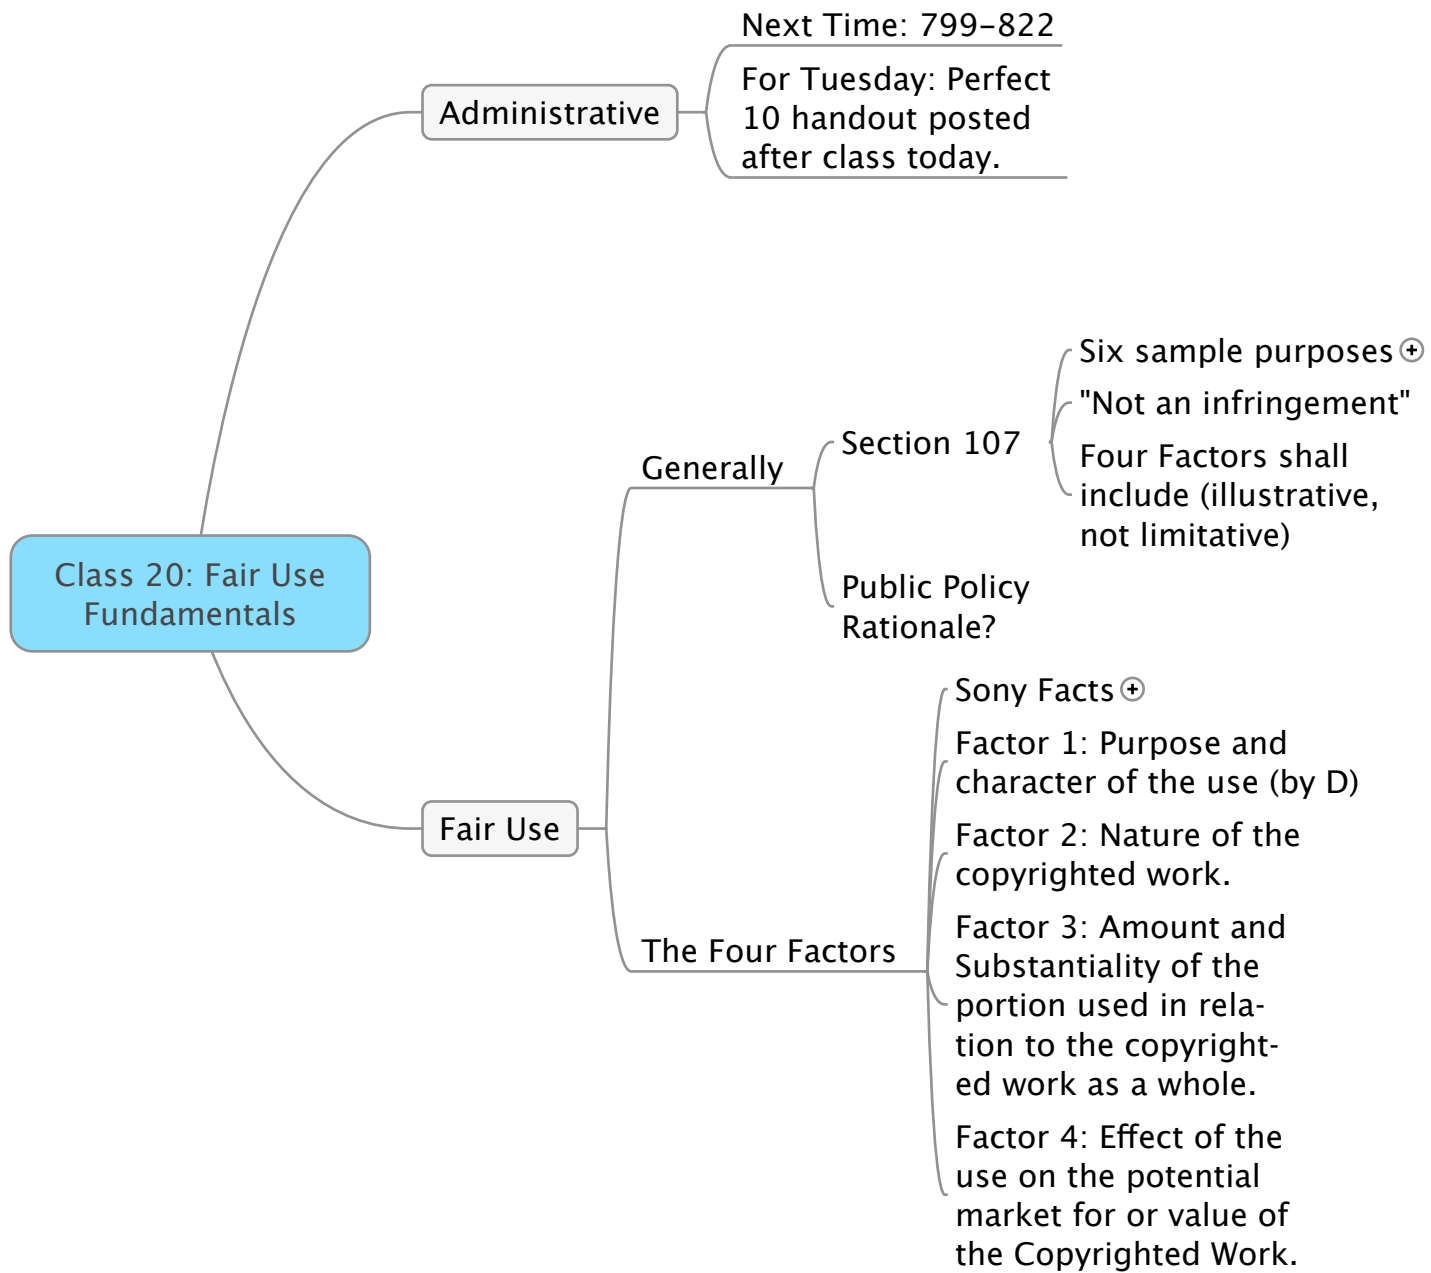 Next Time: 799–822
For Tuesday: Perfect
10 handout posted
after class today.
Administrative
Six sample purposes
"Not an infringement"
Section 107
Four Factors shall
include (illustrative,
not limitative)
Generally
Public Policy
Rationale?
Class 20: Fair Use
Fundamentals
Sony Facts
Factor 1: Purpose and
character of the use (by D)
Fair Use
Factor 2: Nature of the
copyrighted work.
The Four Factors
Factor 3: Amount and
Substantiality of the
portion used in rela-
tion to the copyright-
ed work as a whole.
Factor 4: Effect of the
use on the potential
market for or value of
the Copyrighted Work.